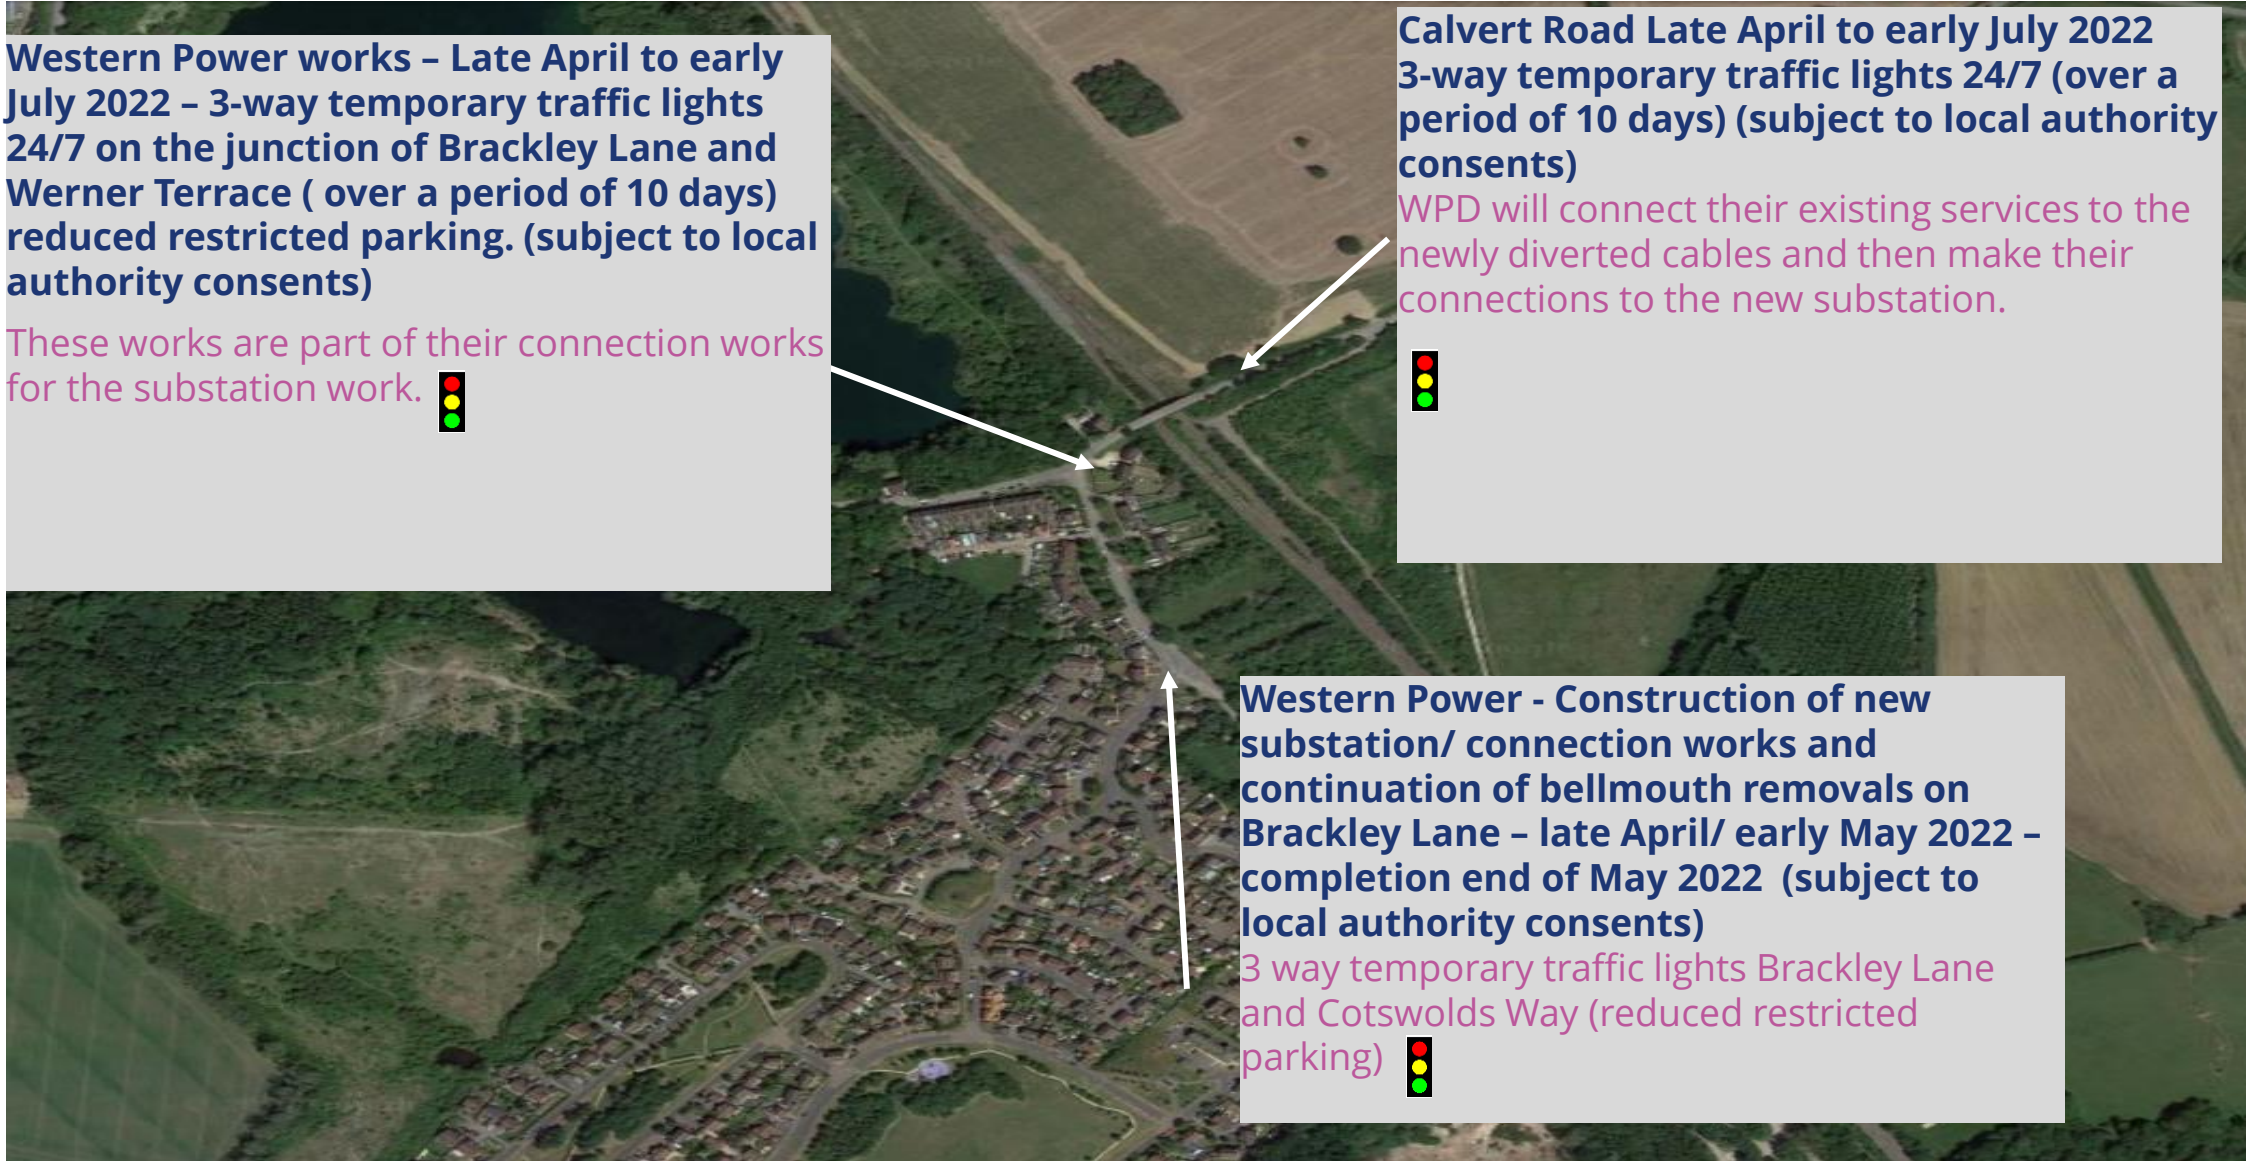 Western Power works – Late April to early
July 2022 – 3-way temporary traffic lights
24/7 on the junction of Brackley Lane and
Werner Terrace ( over a period of 10 days)
reduced restricted parking. (subject to local
authority consents)
These works are part of their connection works
for the substation work.
Calvert Road Late April to early July 2022
3-way temporary traffic lights 24/7 (over a
period of 10 days) (subject to local authority
consents)
WPD will connect their existing services to the
newly diverted cables and then make their
connections to the new substation.
Western Power - Construction of new
substation/ connection works and
continuation of bellmouth removals on
Brackley Lane – late April/ early May 2022 –
completion end of May 2022  (subject to
local authority consents)
3 way temporary traffic lights Brackley Lane
and Cotswolds Way (reduced restricted
parking)